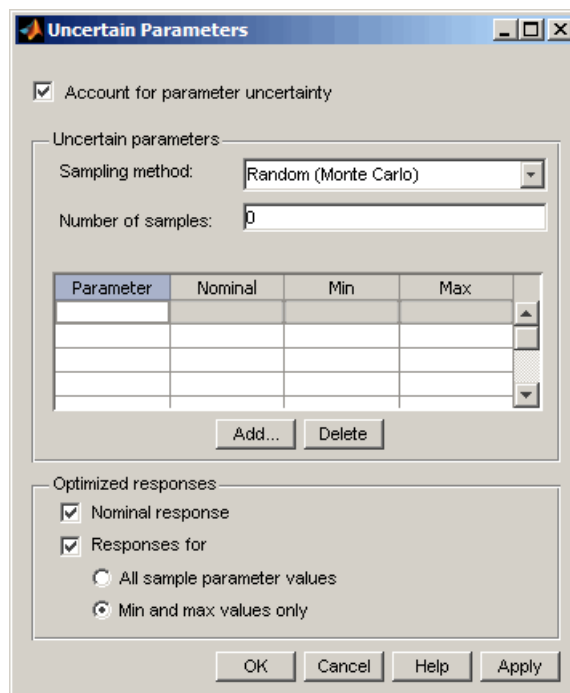 Uncertain Parameters
Account for parameter uncertainty
Uncertain parameters
Sampling method: Random (Monte Carlo)
Number of samples: 0
Parameter Nominal Min Max
Add... Delete
Optimized responses
Nominal response
Responses for
All sample parameter values
Min and max values only
OK Cancel Help Apply